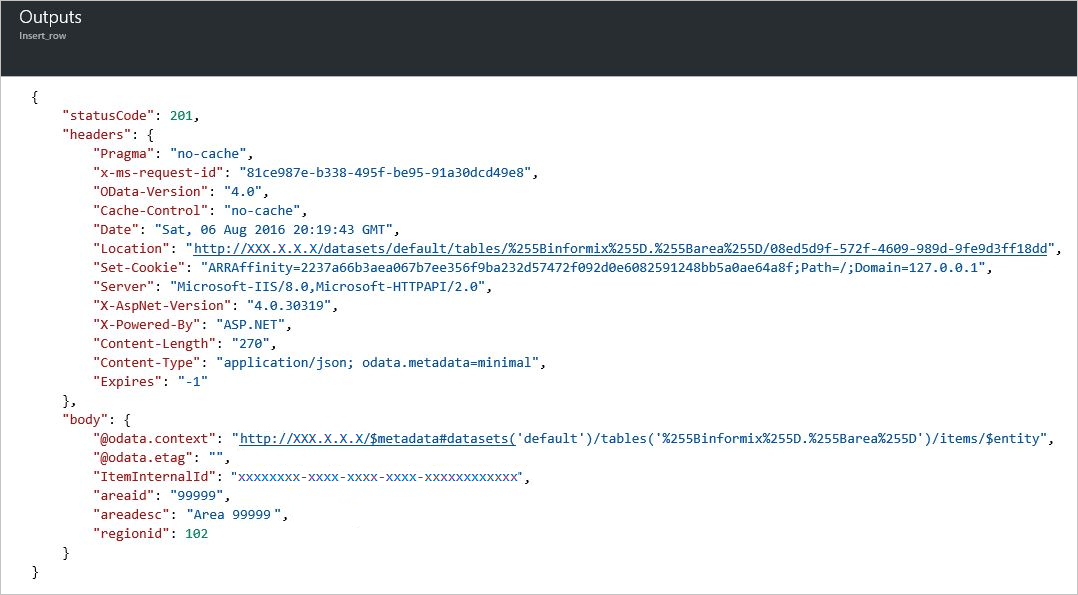 Outputs
Insert_row
{
"statusCode": 201,
"headers": {
"Pragma": "no-cache",
"x-ms-request-id": "81ce987e-b338-495f-be95-91a30dcd49e8",
"OData-Version": "4.0",
"Cache-Control": "no-cache",
"Date": "Sat, 06 Aug 2016 20:19:43 GMT",
"Location": "http://XXX.X.X.X/datasets/default/tables/%255Binformix%255D.%255Barea%255D/08ed5d9f-572f-4609-989d-9fe9d3ff18dd",
"Set-Cookie": "ARRAffinity=2237a66b3aea067b7ee356f9ba232d57472f092d0e6082591248bb5a0ae64a8f;Path=/;Domain=127.0.0.1",
"Server": "Microsoft-IIS/8.0,Microsoft-HTTPAPI/2.0",
"X-AspNet-Version": "4.0.30319",
"X-Powered-By": "ASP.NET",
"Content-Length": "270",
"Content-Type": "application/json; odata.metadata=minimal",
"Expires": "-1"
},
"body": {
"@odata.context": "http://XXX.X.X.X/$metadata#datasets('default')/tables('%255Binformix%255D.%255Barea%255D')/items/$entity",
"@odata.etag": "",
"ItemInternalId": "xxxxxxxx-xxxx-xxxx-xxxx-xxxxxxxxxxxx",
"areaid": "99999",
"areadesc": "Area 99999",
"regionid": 102
}
}